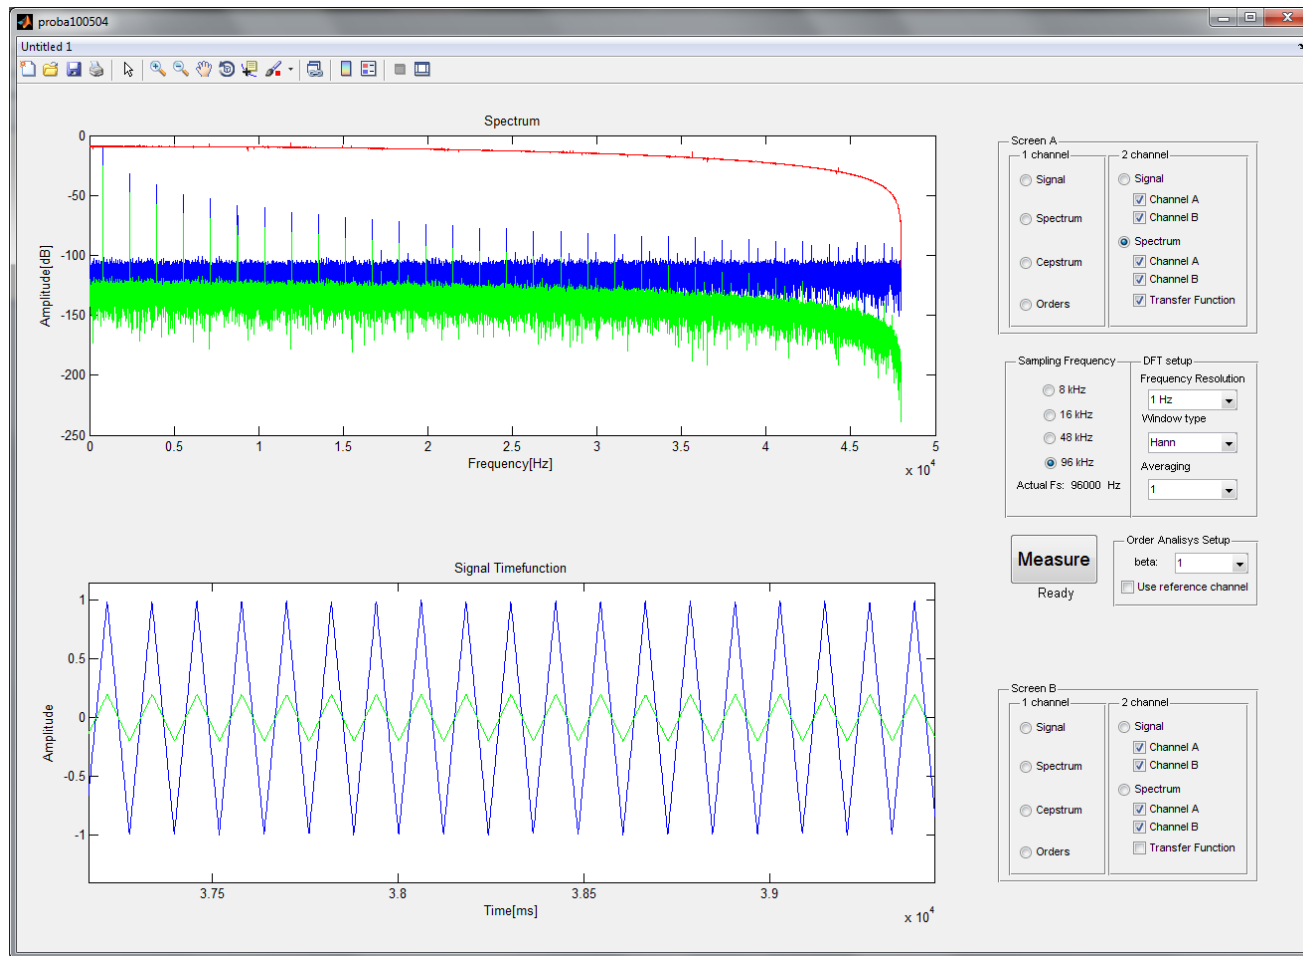 proba100504
Untitled 1
Spectrum
Amplitude[dB]
0
-50
-100
-150
-200
-250
0 0.5 1 1.5 2 2.5 3 3.5 4 4.5 5
Frequency[Hz]
x 10^4
Signal Timefunction
Amplitude
1
0.5
0
-0.5
-1
3.75 3.8 3.85 3.9
Time[ms]
x 10^4
Screen A
1 channel
Signal
Spectrum
Cepstrum
Orders
2 channel
Signal
Channel A
Channel B
Spectrum
Channel A
Channel B
Transfer Function
Sampling Frequency
8 kHz
16 kHz
48 kHz
96 kHz
Actual Fs: 96000 Hz
DFT setup
Frequency Resolution
1 Hz
Window type
Hann
Averaging
1
Measure
Ready
Order Analisys Setup
beta: 1
Use reference channel
Screen B
1 channel
Signal
Spectrum
Cepstrum
Orders
2 channel
Signal
Channel A
Channel B
Spectrum
Channel A
Channel B
Transfer Function